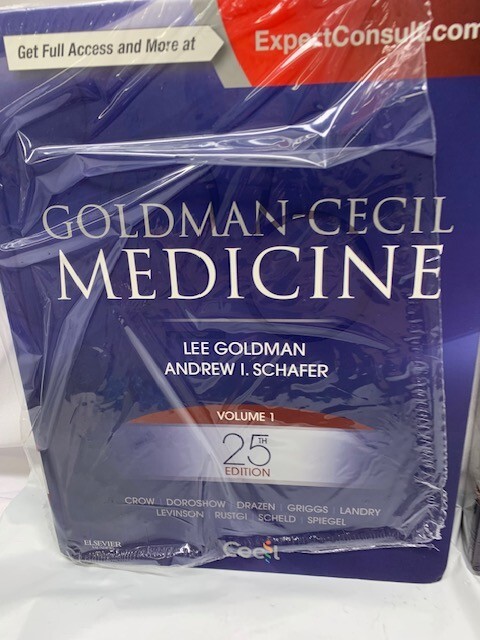 Get Full Access and More at
ExpertConsult.com
GOLDMAN-CECIL
MEDICINE
LEE GOLDMAN
ANDREW I. SCHAFER
VOLUME 1
25TH
EDITION
CROW | DOROSHOW | DRAZEN | GRIGGS | LANDRY
LEVINSON | RUSTGI | SCHELD | SPIEGEL
ELSEVIER
Cecil